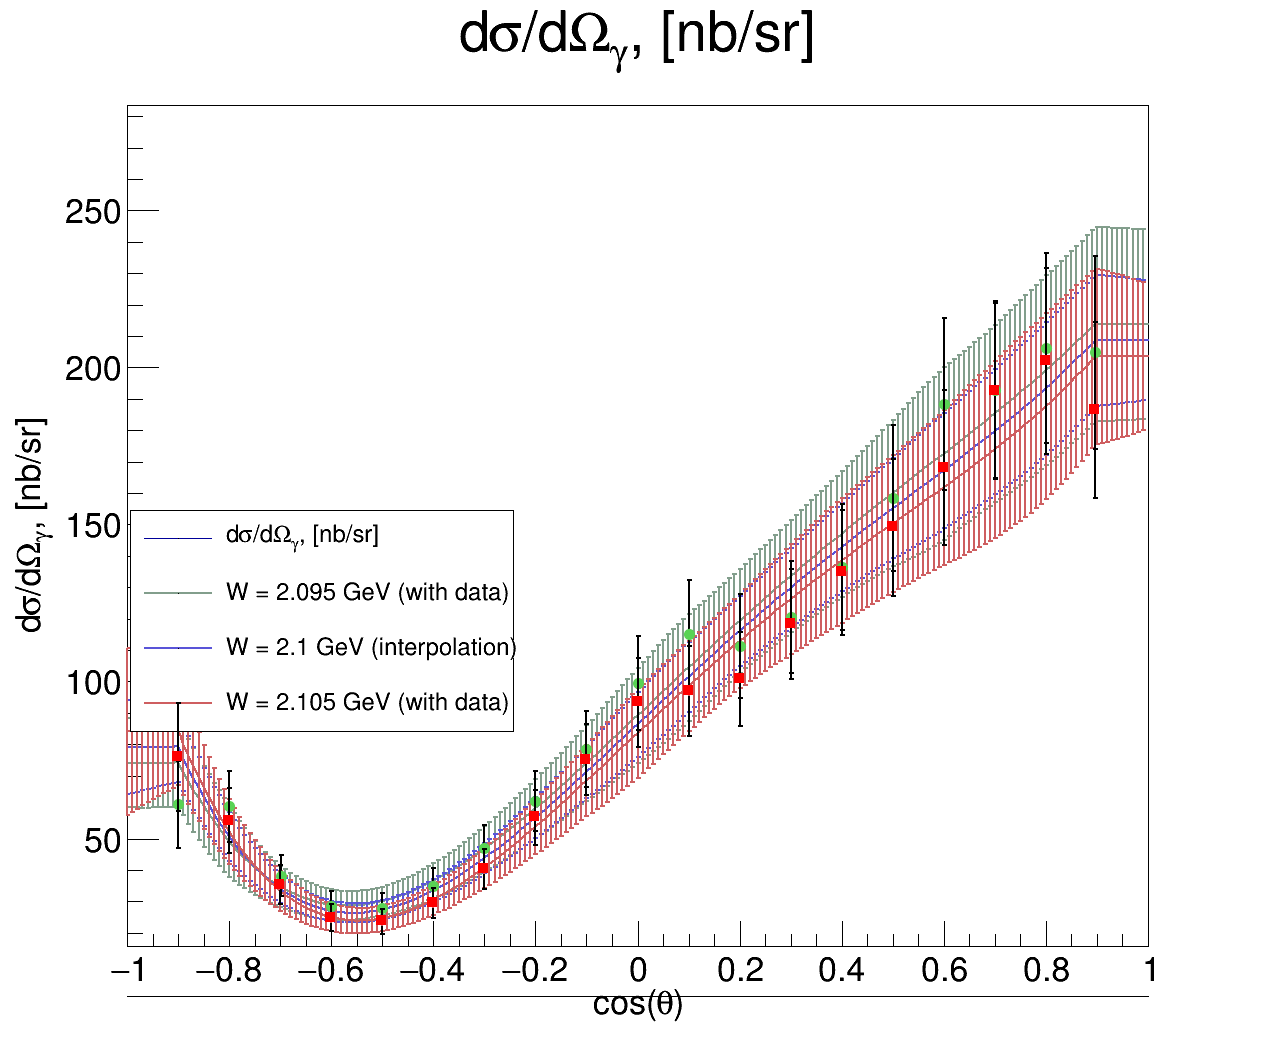 dσ/dΩγ, [nb/sr]
dσ/dΩγ, [nb/sr]
250
200
150
100
50
dσ/dΩγ, [nb/sr]
W = 2.095 GeV (with data)
W = 2.1 GeV (interpolation)
W = 2.105 GeV (with data)
−1 −0.8 −0.6 −0.4 −0.2 0 0.2 0.4 0.6 0.8 1
cos(θ)